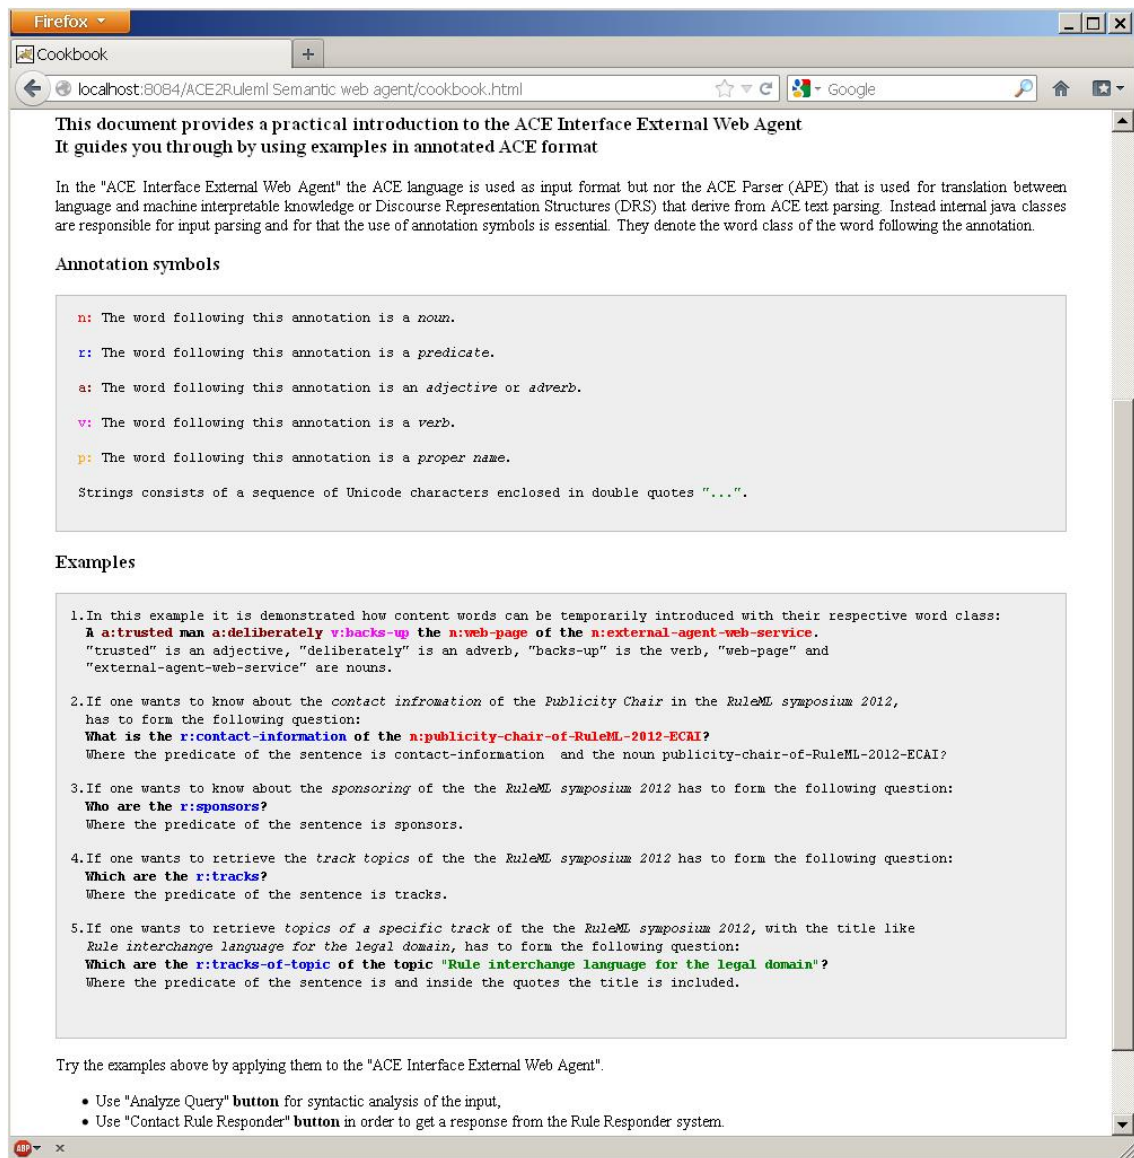 Firefox
Cookbook
localhost:8084/ACE2Ruleml Semantic web agent/cookbook.html
Google
This document provides a practical introduction to the ACE Interface External Web Agent
It guides you through by using examples in annotated ACE format
In the "ACE Interface External Web Agent" the ACE language is used as input format but nor the ACE Parser (APE) that is used for translation between
language and machine interpretable knowledge or Discourse Representation Structures (DRS) that derive from ACE text parsing. Instead internal java classes
are responsible for input parsing and for that the use of annotation symbols is essential. They denote the word class of the word following the annotation.
Annotation symbols
n: The word following this annotation is a noun.
r: The word following this annotation is a predicate.
a: The word following this annotation is an adjective or adverb.
v: The word following this annotation is a verb.
p: The word following this annotation is a proper name.
Strings consists of a sequence of Unicode characters enclosed in double quotes "...".
Examples
1.In this example it is demonstrated how content words can be temporarily introduced with their respective word class:
A a:trusted man a:deliberately v:backs-up the n:web-page of the n:external-agent-web-service.
"trusted" is an adjective, "deliberately" is an adverb, "backs-up" is the verb, "web-page" and
"external-agent-web-service" are nouns.
2.If one wants to know about the contact infromation of the Publicity Chair in the RuleML symposium 2012,
has to form the following question:
What is the r:contact-information of the n:publicity-chair-of-RuleML-2012-ECAI?
Where the predicate of the sentence is contact-information and the noun publicity-chair-of-RuleML-2012-ECAI?
3.If one wants to know about the sponsoring of the the RuleML symposium 2012 has to form the following question:
Who are the r:sponsors?
Where the predicate of the sentence is sponsors.
4.If one wants to retrieve the track topics of the the RuleML symposium 2012 has to form the following question:
Which are the r:tracks?
Where the predicate of the sentence is tracks.
5.If one wants to retrieve topics of a specific track of the the RuleML symposium 2012, with the title like
Rule interchange language for the legal domain, has to form the following question:
Which are the r:tracks-of-topic of the topic "Rule interchange language for the legal domain"?
Where the predicate of the sentence is and inside the quotes the title is included.
Try the examples above by applying them to the "ACE Interface External Web Agent".
• Use "Analyze Query" button for syntactic analysis of the input,
• Use "Contact Rule Responder" button in order to get a response from the Rule Responder system.
ABP